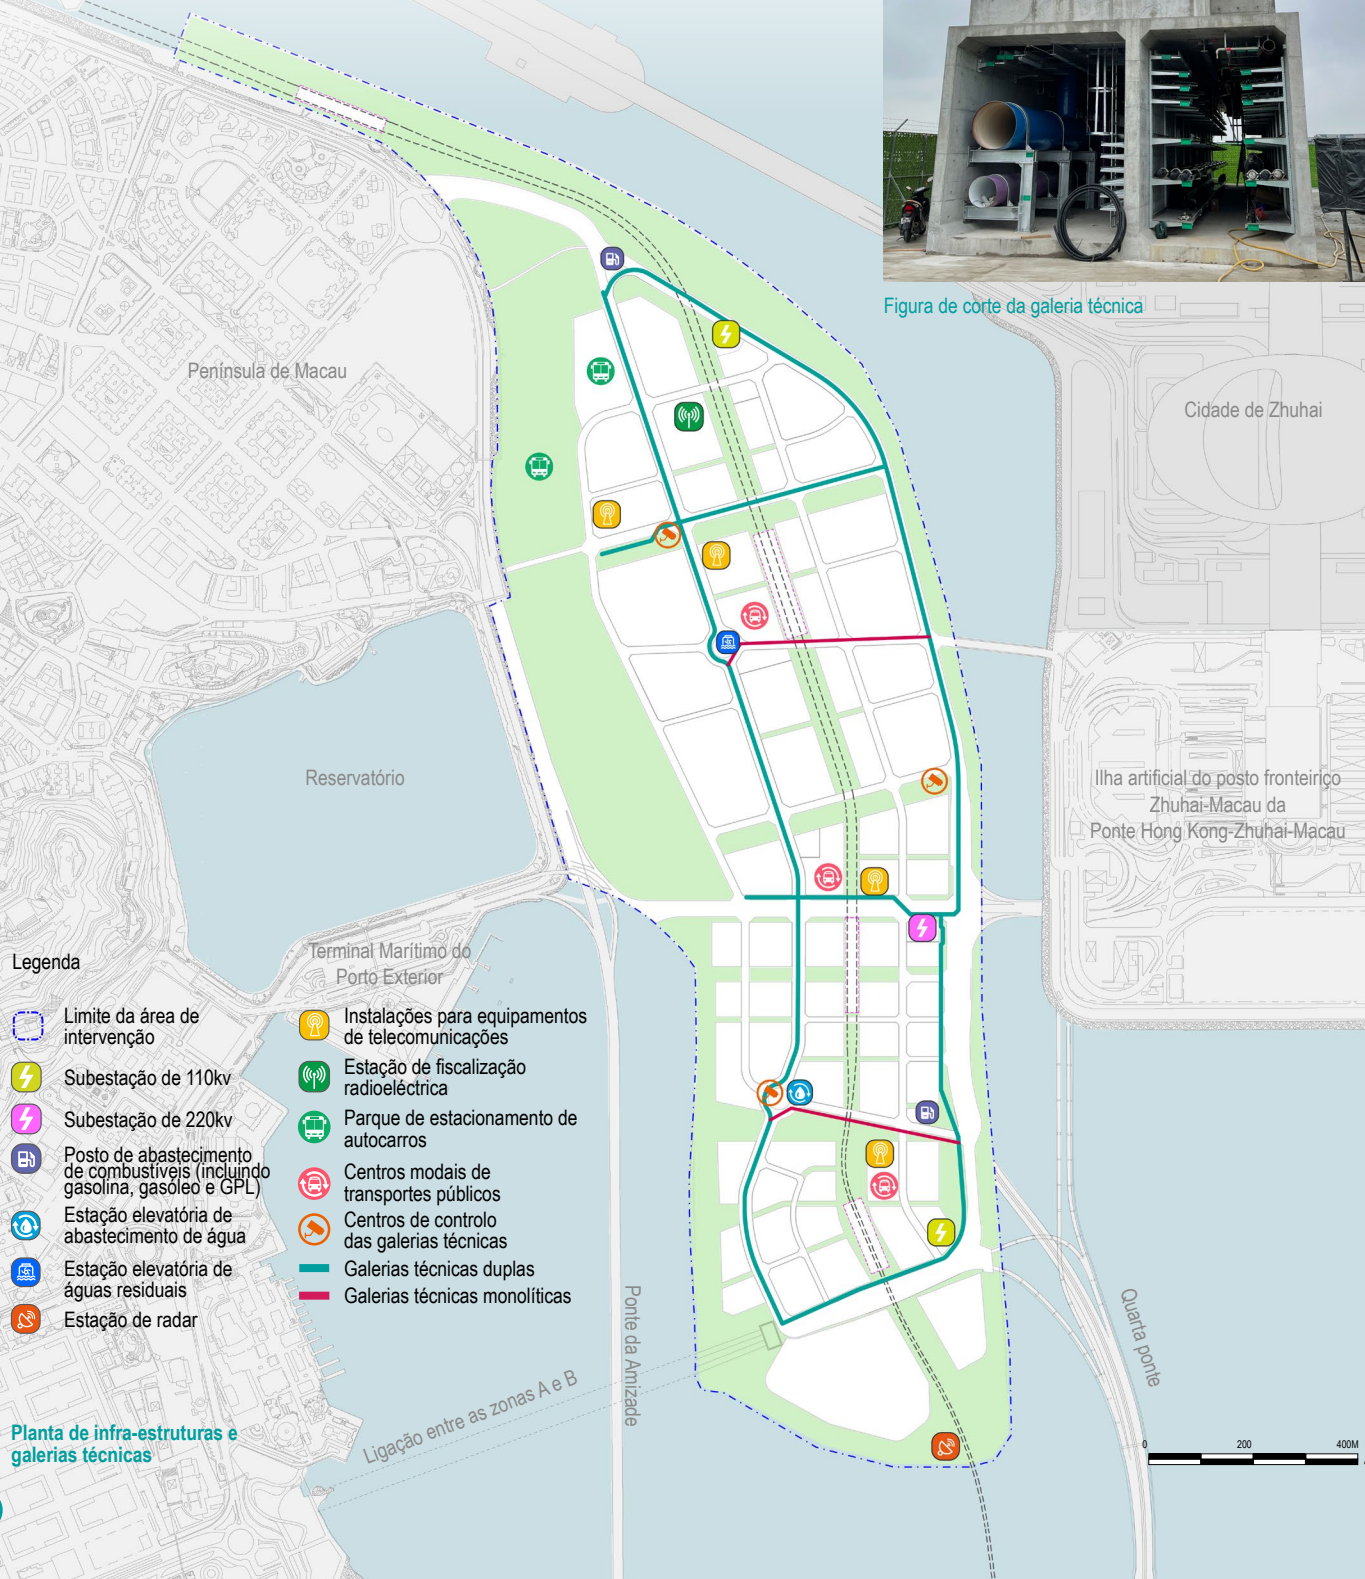 Figura de corte da galeria técnica
Península de Macau
Cidade de Zhuhai
Reservatório
Ilha artificial do posto fronteiriço
Zhuhai-Macau da
Ponte Hong Kong-Zhuhai-Macau
Terminal Marítimo do
Porto Exterior
Legenda
Limite da área de
intervenção
Subestação de 110kv
Subestação de 220kv
Posto de abastecimento
de combustíveis (incluindo
gasolina, gasóleo e GPL)
Estação elevatória de
abastecimento de água
Estação elevatória de
águas residuais
Estação de radar
Instalações para equipamentos
de telecomunicações
Estação de fiscalização
radioeléctrica
Parque de estacionamento de
autocarros
Centros modais de
transportes públicos
Centros de controlo
das galerias técnicas
Galerias técnicas duplas
Galerias técnicas monolíticas
Ponte da Amizade
Quarta ponte
Ligação entre as zonas A e B
Planta de infra-estruturas e
galerias técnicas
0 200 400M